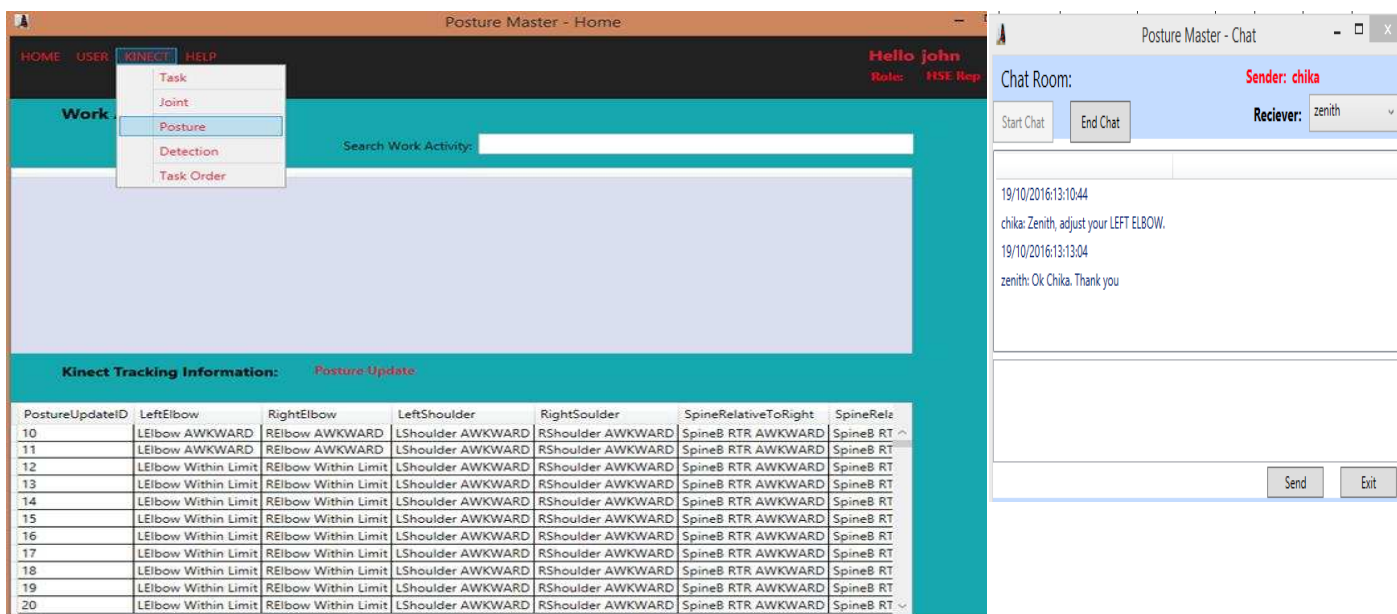 Posture Master - Home
HOME USER KINECT HELP
Hello john
Role: HSE Rep
Task
Joint
Posture
Detection
Task Order
Work
Search Work Activity:
Kinect Tracking Information: Posture Update
PostureUpdateID LeftElbow RightElbow LeftShoulder RightSoulder SpineRelativeToRight SpineRela
10 LElbow AWKWARD RElbow AWKWARD LShoulder AWKWARD RShoulder AWKWARD SpineB RTR AWKWARD SpineB RT
11 LElbow AWKWARD RElbow AWKWARD LShoulder AWKWARD RShoulder AWKWARD SpineB RTR AWKWARD SpineB RT
12 LElbow Within Limit RElbow Within Limit LShoulder AWKWARD RShoulder AWKWARD SpineB RTR AWKWARD SpineB RT
13 LElbow Within Limit RElbow Within Limit LShoulder AWKWARD RShoulder AWKWARD SpineB RTR AWKWARD SpineB RT
14 LElbow Within Limit RElbow Within Limit LShoulder AWKWARD RShoulder AWKWARD SpineB RTR AWKWARD SpineB RT
15 LElbow Within Limit RElbow Within Limit LShoulder AWKWARD RShoulder AWKWARD SpineB RTR AWKWARD SpineB RT
16 LElbow Within Limit RElbow Within Limit LShoulder AWKWARD RShoulder AWKWARD SpineB RTR AWKWARD SpineB RT
17 LElbow Within Limit RElbow Within Limit LShoulder AWKWARD RShoulder AWKWARD SpineB RTR AWKWARD SpineB RT
18 LElbow Within Limit RElbow Within Limit LShoulder AWKWARD RShoulder AWKWARD SpineB RTR AWKWARD SpineB RT
19 LElbow Within Limit RElbow Within Limit LShoulder AWKWARD RShoulder AWKWARD SpineB RTR AWKWARD SpineB RT
20 LElbow Within Limit RElbow Within Limit LShoulder AWKWARD RShoulder AWKWARD SpineB RTR AWKWARD SpineB RT
Posture Master - Chat
Chat Room: Sender: chika
Start Chat End Chat Reciever: zenith
19/10/2016:13:10:44
chika: Zenith, adjust your LEFT ELBOW.
19/10/2016:13:13:04
zenith: Ok Chika. Thank you
Send Exit